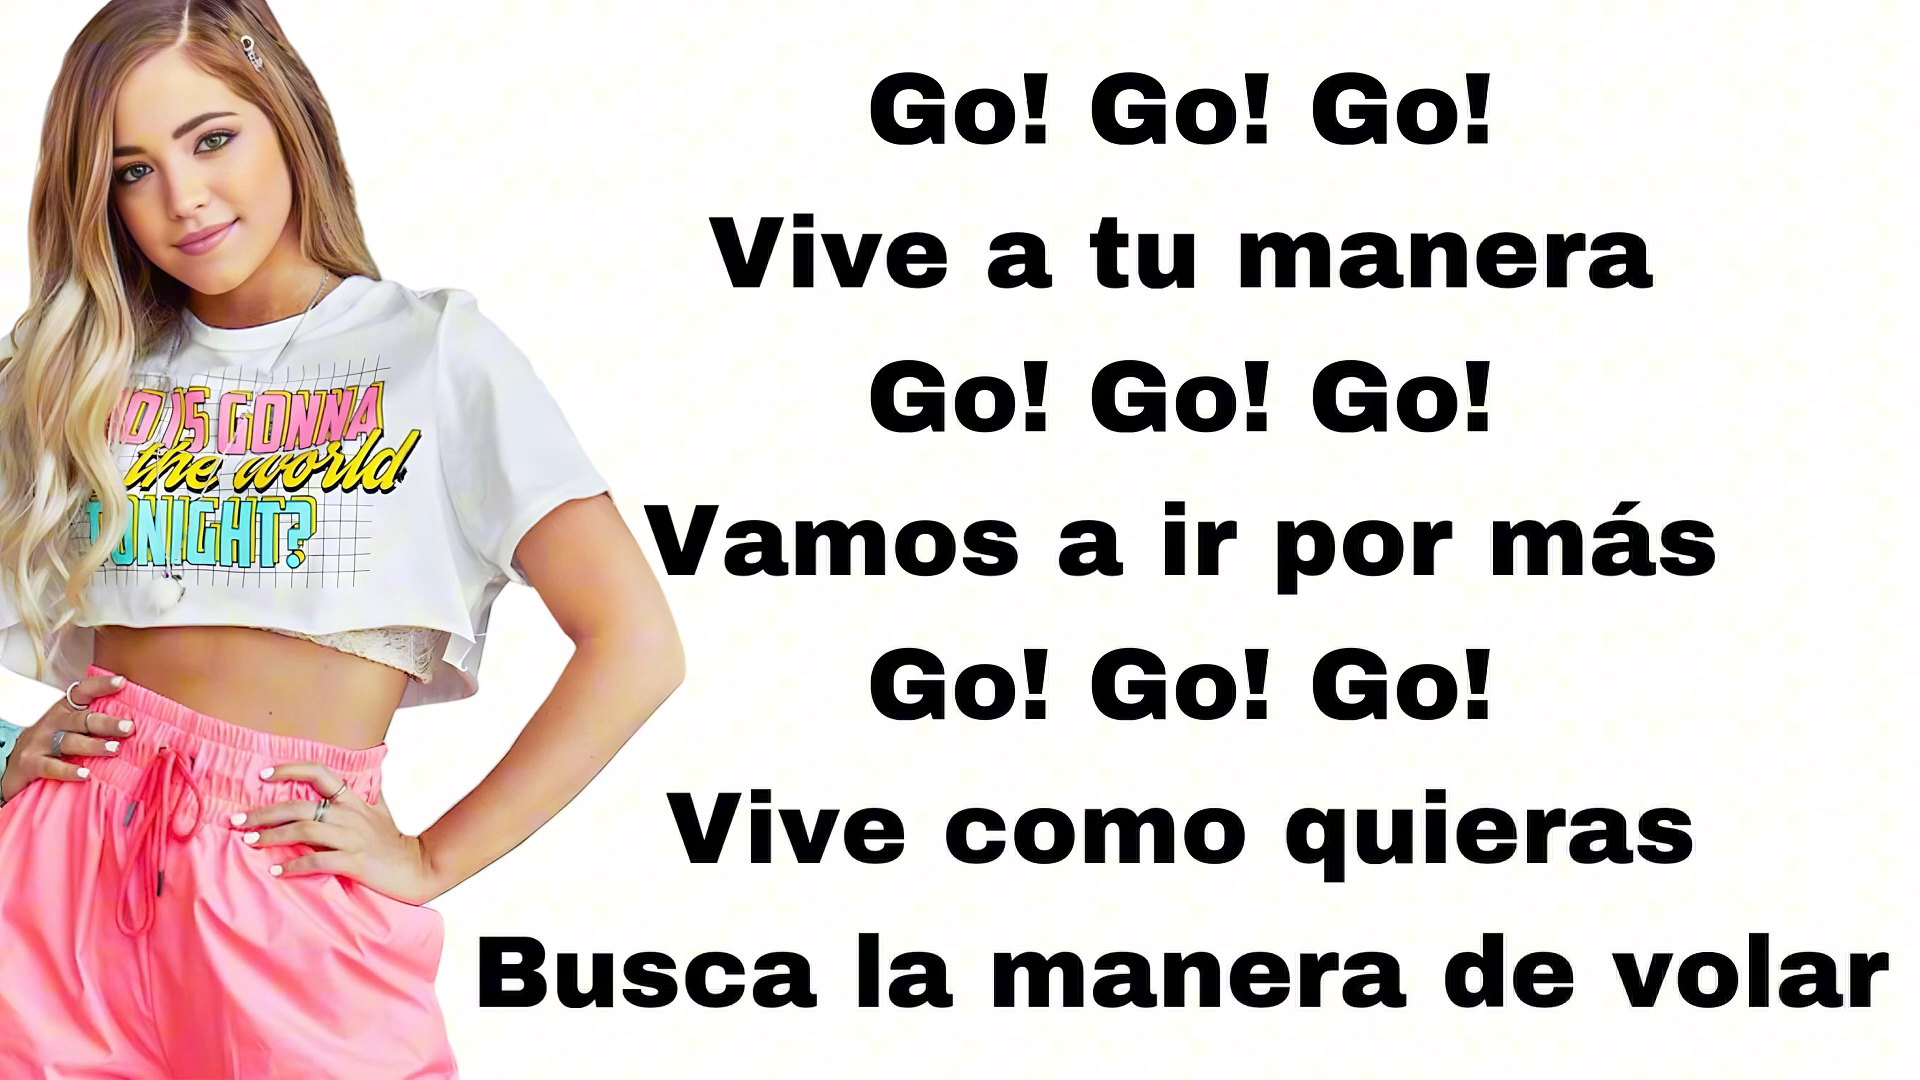 Go! Go! Go!
Vive a tu manera
Go! Go! Go!
Vamos a ir por más
Go! Go! Go!
Vive como quieras
Busca la manera de volar
IS GONNA
the world
TONIGHT?